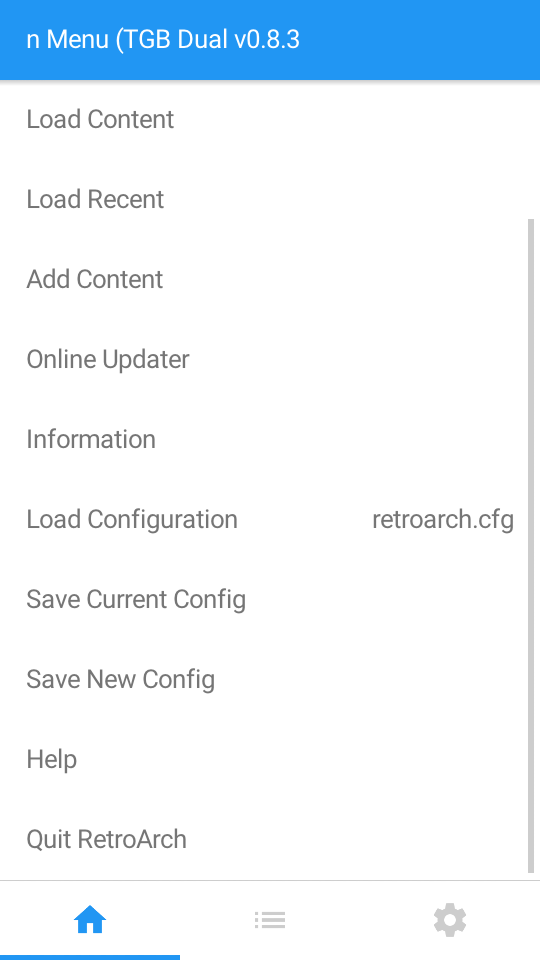 n Menu (TGB Dual v0.8.3
Load Content
Load Recent
Add Content
Online Updater
Information
Load Configuration retroarch.cfg
Save Current Config
Save New Config
Help
Quit RetroArch